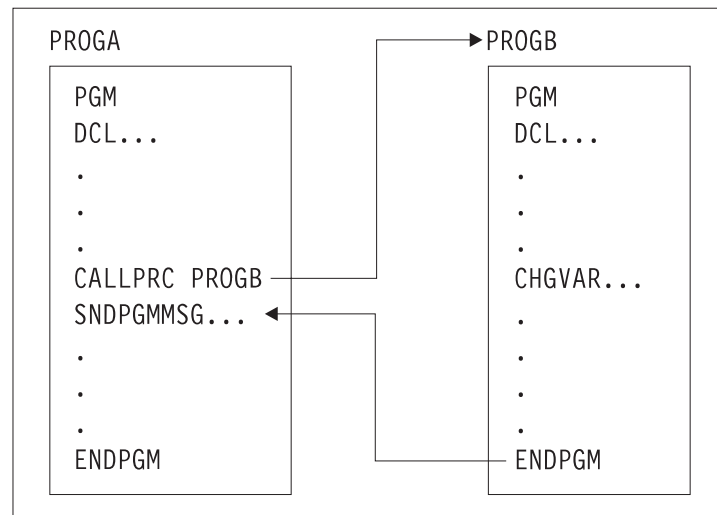 PROGA
PGM
DCL...
.
.
.
CALLPRC PROGB
SNDPGMMSG...
.
.
.
ENDPGM
PROGB
PGM
DCL...
.
.
.
CHGVAR...
.
.
.
.
ENDPGM